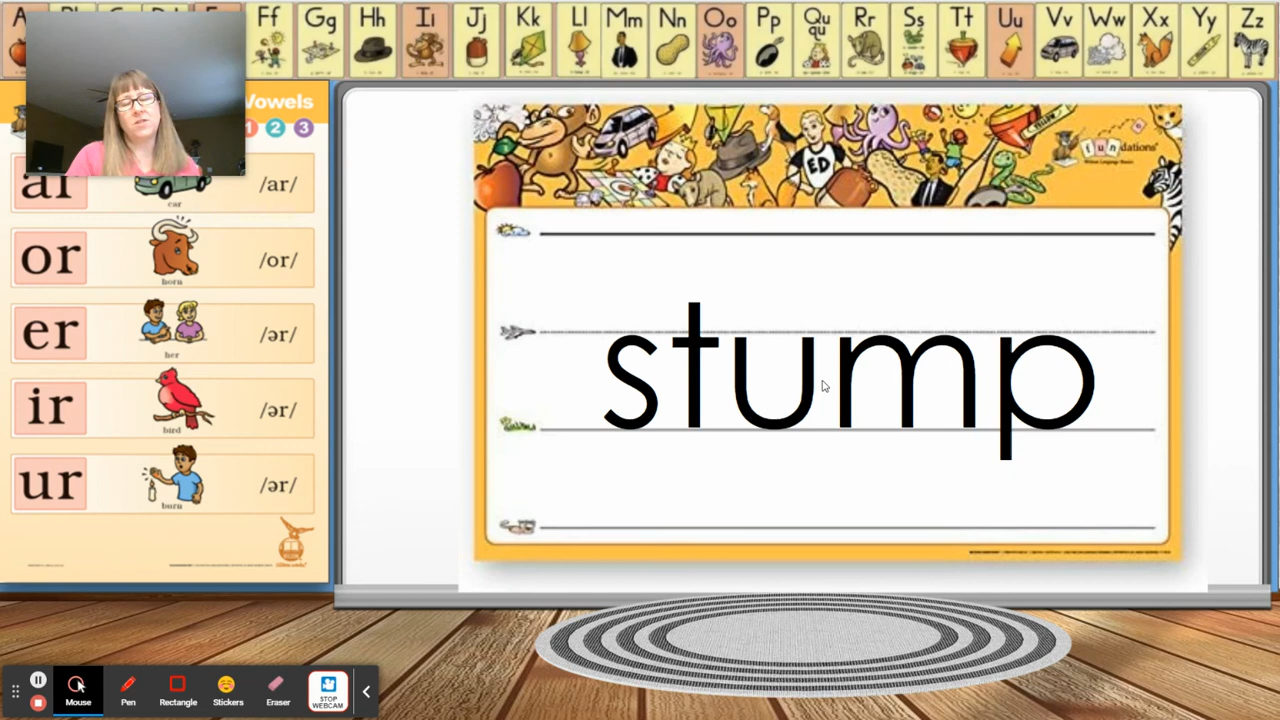 A
Ff Gg Hh Ii Jj Kk Ll Mm Nn Oo Pp Qu qu Rr Ss Tt Uu Vv Ww Xx Yy Zz
Vowels
1 2 3
ar /ar/
car
or /or/
horn
er /ər/
her
ir /ər/
bird
ur /ər/
burn
ED
fundations
stump
Mouse Pen Rectangle Stickers Eraser STOP WEBCAM